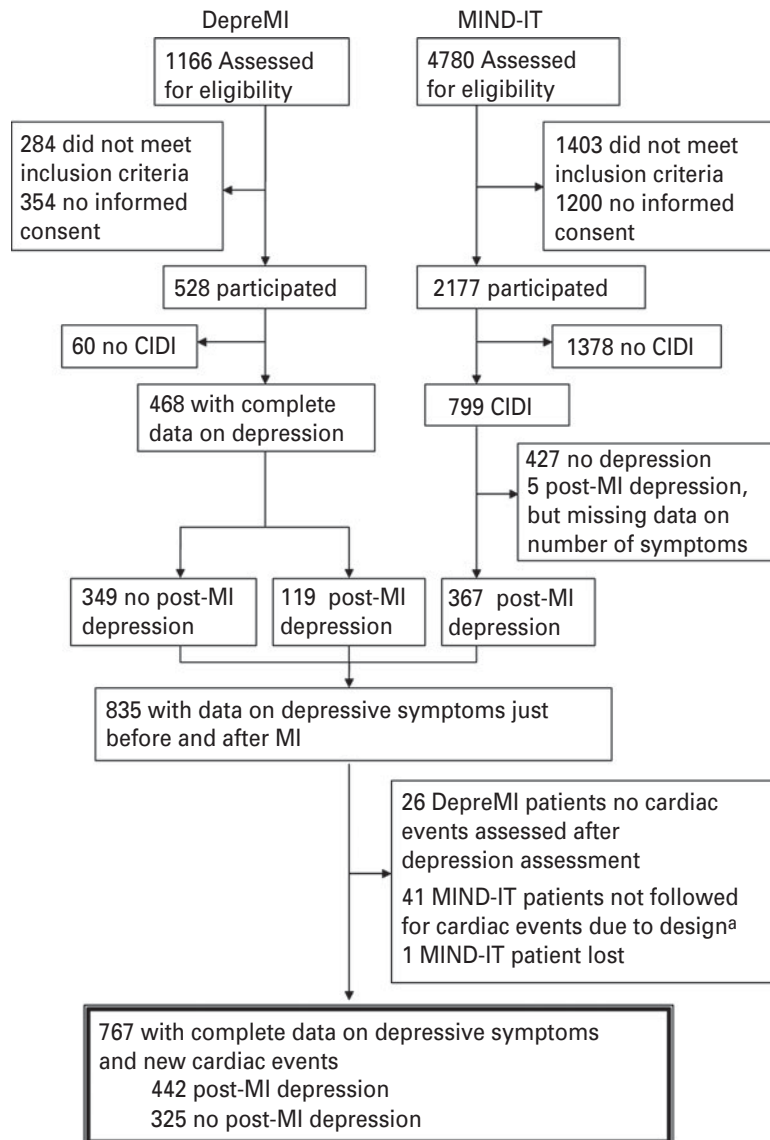 DepreMI
MIND-IT
1166 Assessed
for eligibility
4780 Assessed
for eligibility
284 did not meet
inclusion criteria
354 no informed
consent
1403 did not meet
inclusion criteria
1200 no informed
consent
528 participated
2177 participated
60 no CIDI
1378 no CIDI
468 with complete
data on depression
799 CIDI
427 no depression
5 post-MI depression,
but missing data on
number of symptoms
349 no post-MI
depression
119 post-MI
depression
367 post-MI
depression
835 with data on depressive symptoms just
before and after MI
26 DepreMI patients no cardiac
events assessed after
depression assessment
41 MIND-IT patients not followed
for cardiac events due to designᵃ
1 MIND-IT patient lost
767 with complete data on depressive symptoms
and new cardiac events
442 post-MI depression
325 no post-MI depression